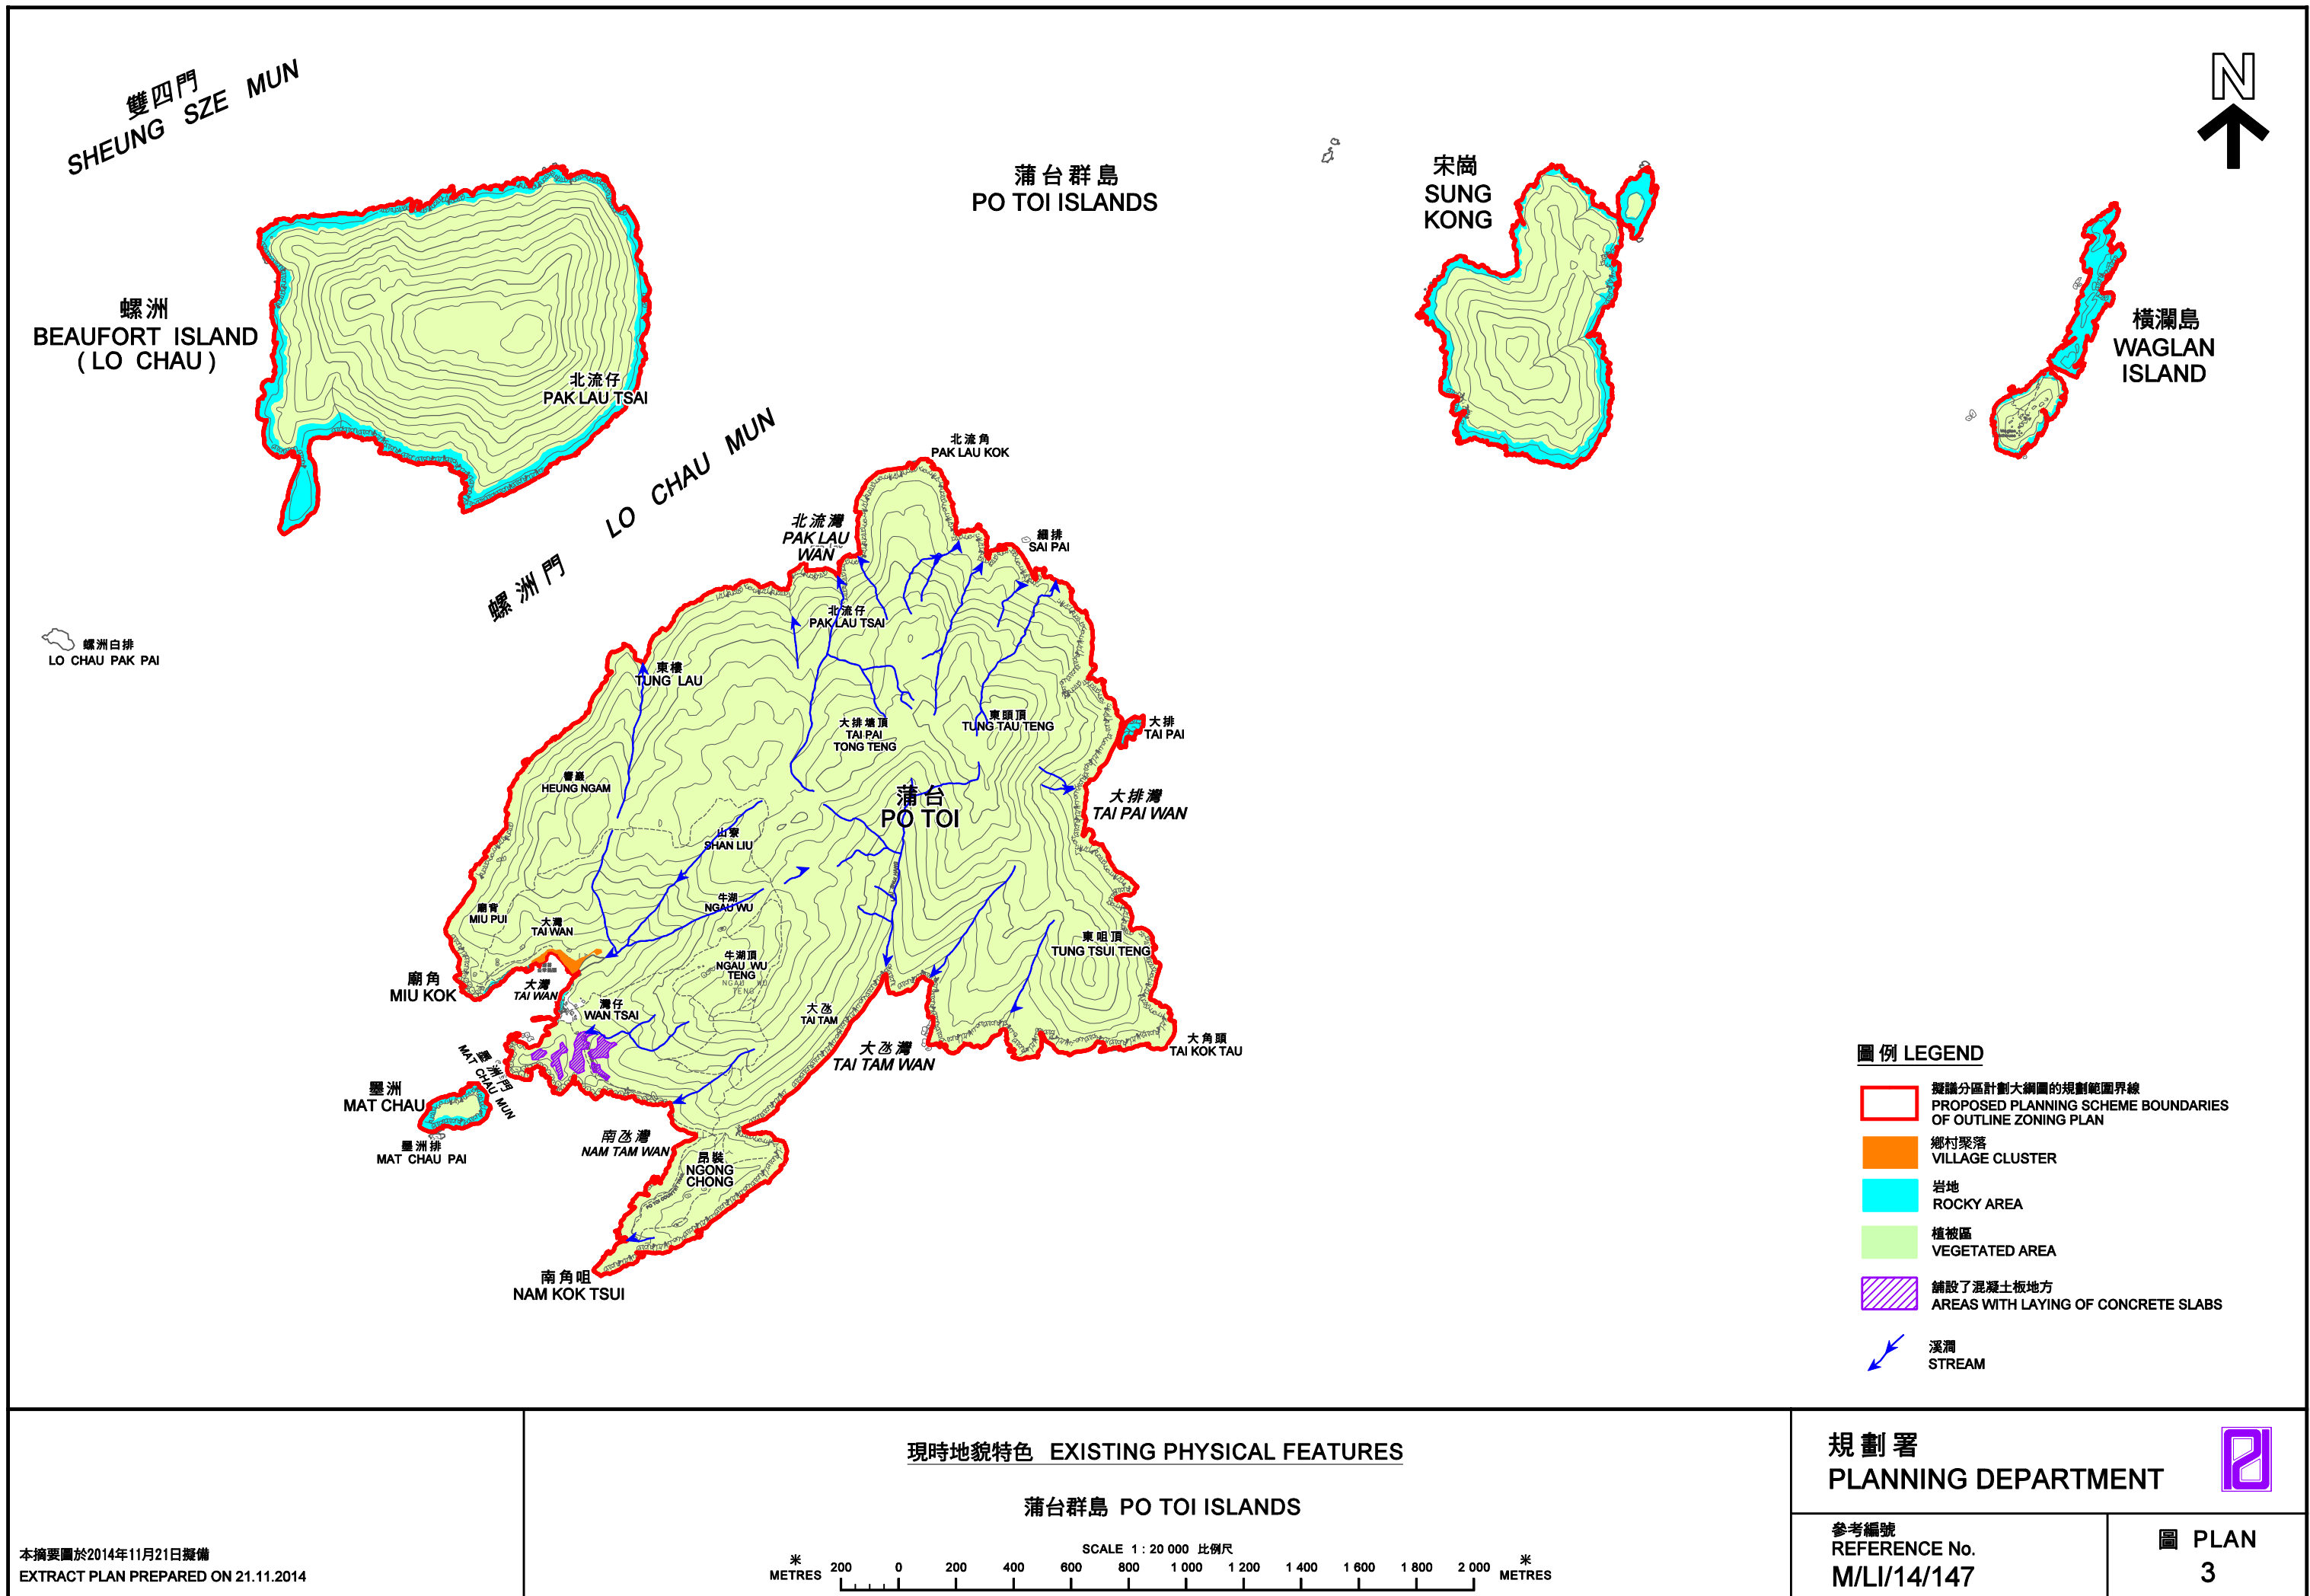 雙四門
SHEUNG SZE MUN
蒲台群島
PO TOI ISLANDS
宋崗
SUNG
KONG
N
螺洲
BEAUFORT ISLAND
( LO CHAU )
北流仔
PAK LAU TSAI
橫瀾島
WAGLAN
ISLAND
螺洲門 LO CHAU MUN
北流角
PAK LAU KOK
北流灣
PAK LAU
WAN
細排
SAI PAI
北流仔
PAK LAU TSAI
螺洲白排
LO CHAU PAK PAI
東樓
TUNG LAU
大排塘頂
TAI PAI
TONG TENG
東頭頂
TUNG TAU TENG
大排
TAI PAI
響巖
HEUNG NGAM
蒲台
PO TOI
大排灣
TAI PAI WAN
山寮
SHAN LIU
牛湖
NGAU WU
廟背
MIU PUI
大灣
TAI WAN
東咀頂
TUNG TSUI TENG
牛湖頂
NGAU WU
TENG
NGAU WU
TENG
廟角
MIU KOK
大灣
TAI WAN
灣仔
WAN TSAI
大氹
TAI TAM
大角頭
TAI KOK TAU
大氹灣
TAI TAM WAN
墨洲門
MAT CHAU MUN
墨洲
MAT CHAU
墨洲排
MAT CHAU PAI
南氹灣
NAM TAM WAN
昂裝
NGONG
CHONG
PO TOI COUNTRY TRAIL
南角咀
NAM KOK TSUI
圖例 LEGEND
擬議分區計劃大綱圖的規劃範圍界線
PROPOSED PLANNING SCHEME BOUNDARIES
OF OUTLINE ZONING PLAN
鄉村聚落
VILLAGE CLUSTER
岩地
ROCKY AREA
植被區
VEGETATED AREA
舖設了混凝土板地方
AREAS WITH LAYING OF CONCRETE SLABS
溪澗
STREAM
本摘要圖於2014年11月21日擬備
EXTRACT PLAN PREPARED ON 21.11.2014
現時地貌特色 EXISTING PHYSICAL FEATURES
蒲台群島 PO TOI ISLANDS
SCALE 1 : 20 000 比例尺
米 METRES 200 0 200 400 600 800 1 000 1 200 1 400 1 600 1 800 2 000 米 METRES
規劃署
PLANNING DEPARTMENT
參考編號
REFERENCE No.
M/LI/14/147
圖 PLAN
3